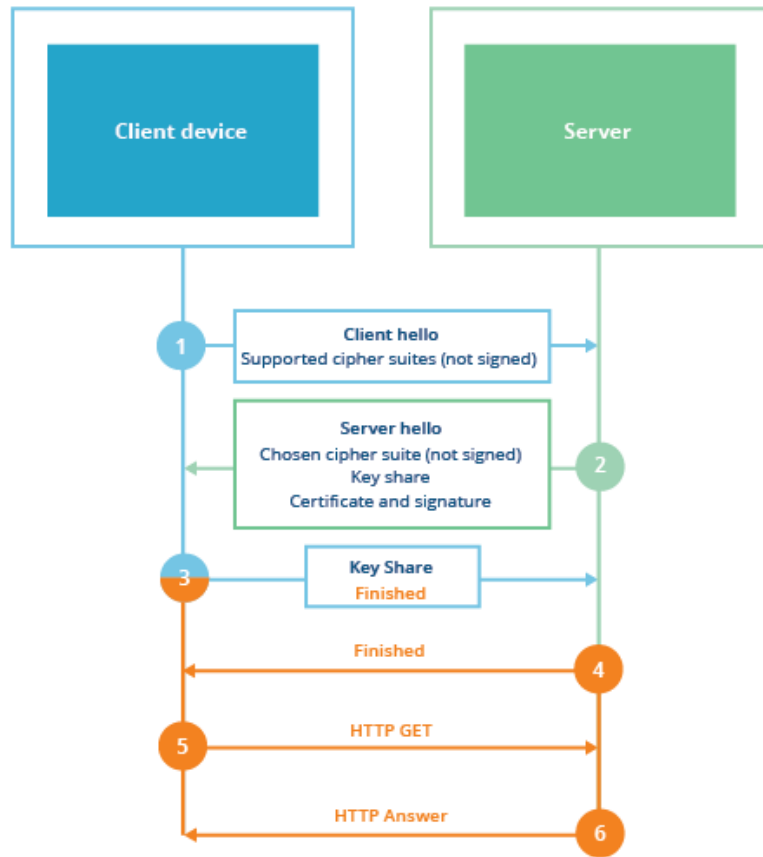 Client device
Server
1
Client hello
Supported cipher suites (not signed)
Server hello
Chosen cipher suite (not signed)
Key share
Certificate and signature
2
3
Key Share
Finished
Finished
4
5
HTTP GET
HTTP Answer
6